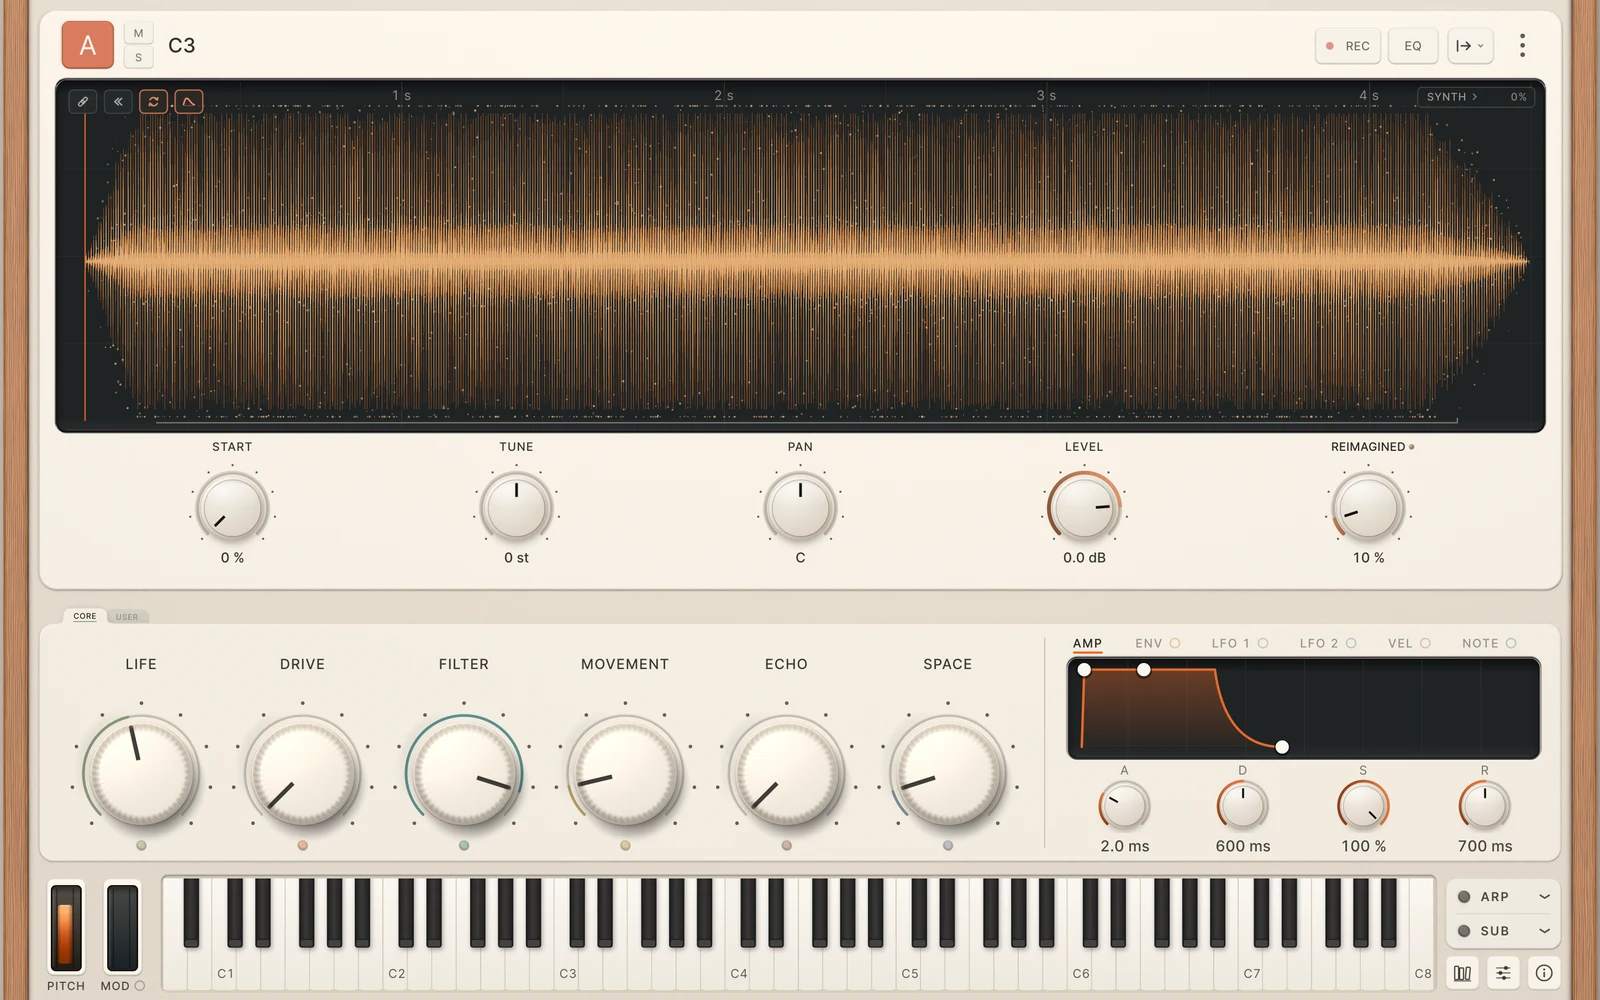 A
M
S
C3
REC
EQ
1 s
2 s
3 s
4 s
SYNTH
0%
START
TUNE
PAN
LEVEL
REIMAGINED
0 %
0 st
C
0.0 dB
10 %
CORE
USER
LIFE
DRIVE
FILTER
MOVEMENT
ECHO
SPACE
AMP
ENV
LFO 1
LFO 2
VEL
NOTE
A
D
S
R
2.0 ms
600 ms
100 %
700 ms
PITCH
MOD
C1
C2
C3
C4
C5
C6
C7
C8
ARP
SUB